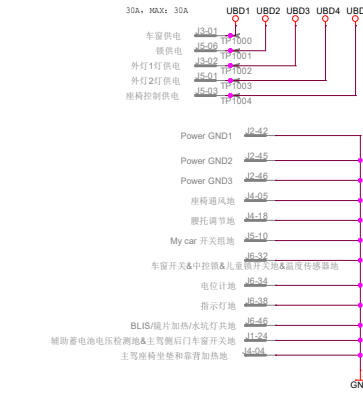 30A, MAX: 30A
UBD1 UBD2 UBD3 UBD4 UBD
车窗供电 J3-01 TP1000
锁供电 J5-06 TP1001
外灯1灯供电 J3-02 TP1002
外灯2灯供电 J5-01 TP1003
座椅控制供电 J5-03 TP1004
Power GND1 J2-42
Power GND2 J2-45
Power GND3 J2-46
座椅通风地 J4-05
腰托调节地 J4-18
My car 开关组地 J5-10
J6-32
车窗开关&中控锁&儿童锁开关地&温度传感器地
电位计地 J6-34
指示灯地 J6-38
BLIS/镜片加热/水坑灯共地 J6-46
辅助蓄电池电压检测地&主驾侧后门车窗开关地 J1-24
主驾座椅坐垫和靠背加热地 J4-04
GN